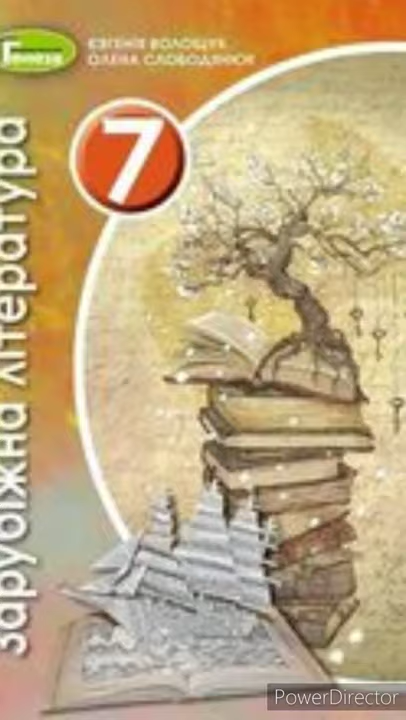 Генеза
ЄВГЕНІЯ ВОЛОЩУК
ОЛЕНА СЛОБОДЯНЮК
7
зарубіжна література
PowerDirector